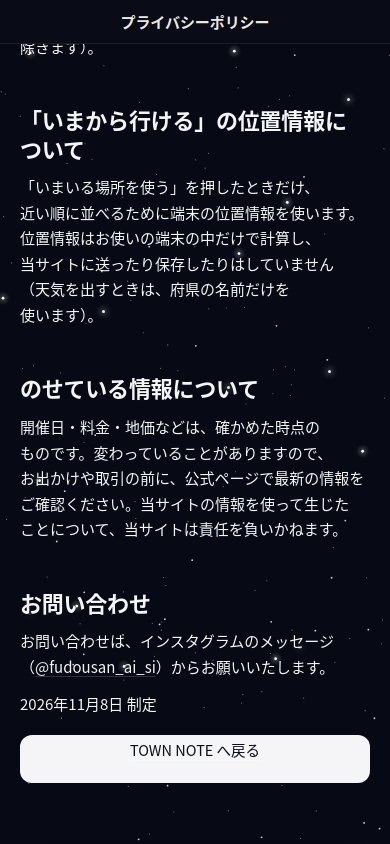 プライバシーポリシー
除きます）。
「いまから行ける」の位置情報に
ついて
「いまいる場所を使う」を押したときだけ、
近い順に並べるために端末の位置情報を使います。
位置情報はお使いの端末の中だけで計算し、
当サイトに送ったり保存したりはしていません
（天気を出すときは、府県の名前だけを
使います）。
のせている情報について
開催日・料金・地価などは、確かめた時点の
ものです。変わっていることがありますので、
お出かけや取引の前に、公式ページで最新の情報を
ご確認ください。当サイトの情報を使って生じた
ことについて、当サイトは責任を負いかねます。
お問い合わせ
お問い合わせは、インスタグラムのメッセージ
（@fudousan_ai_si）からお願いいたします。
2026年11月8日 制定
TOWN NOTE へ戻る